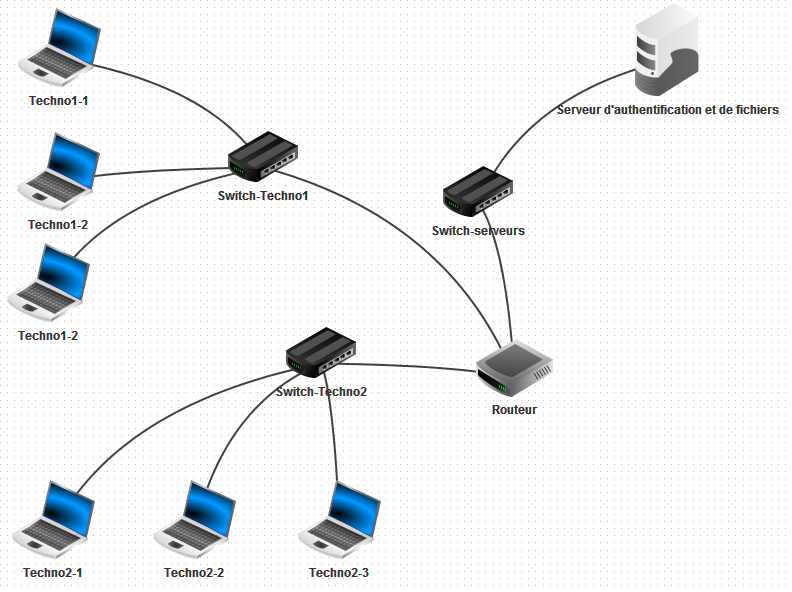 Techno1-1
Serveur d'authentification et de fichiers
Switch-Techno1
Techno1-2
Switch-serveurs
Techno1-2
Switch-Techno2
Routeur
Techno2-1
Techno2-2
Techno2-3